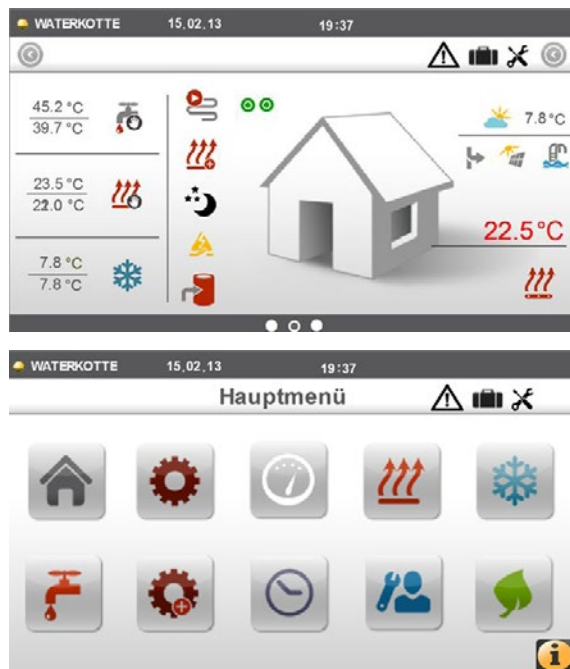 WATERKOTTE 15.02.13 19:37
45.2 °C
39.7 °C
7.8°C
23.5 °C
22.0 °C
22.5°C
7.8 °C
7.8 °C
WATERKOTTE 15.02.13 19:37
Hauptmenü
i